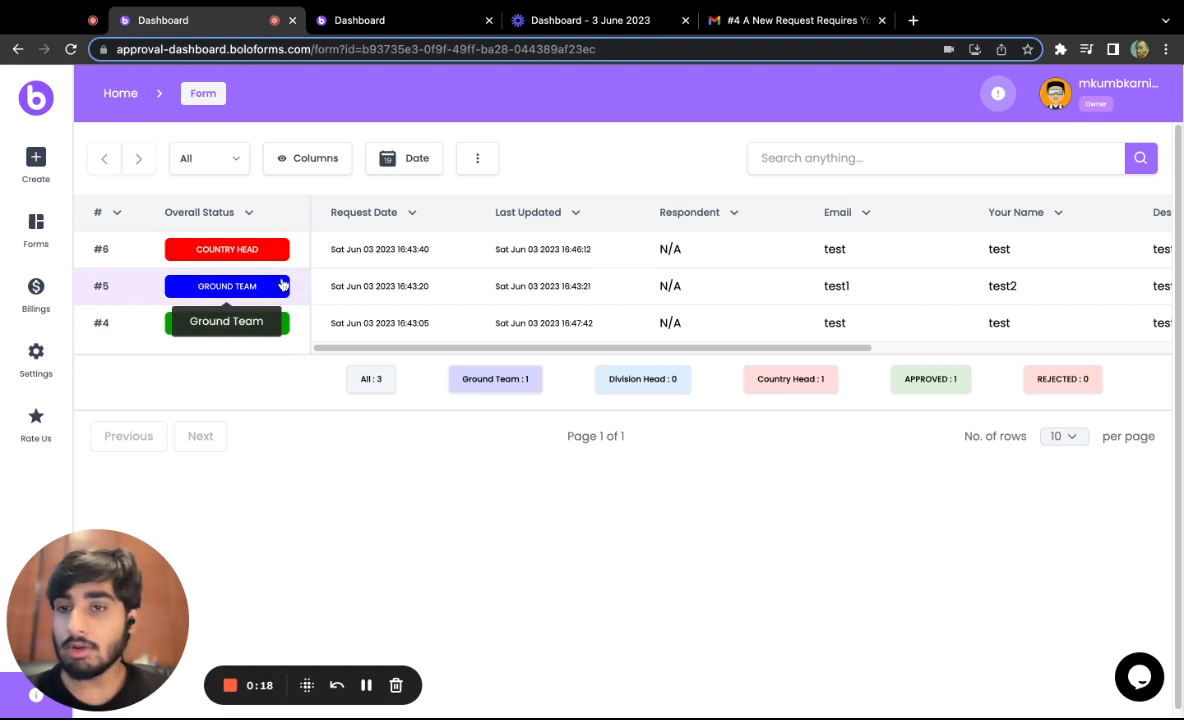 Dashboard
Dashboard
Dashboard - 3 June 2023
#4 A New Request Requires Yo
approval-dashboard.boloforms.com/form?id=b93735e3-0f9f-49ff-ba28-044389af23ec
b
Home
Form
mkumbkarni...
Owner
Create
Forms
Billings
Settings
Rate Us
All
Columns
19
Date
Search anything...
# Overall Status Request Date Last Updated Respondent Email Your Name Des
#6 COUNTRY HEAD Sat Jun 03 2023 16:43:40 Sat Jun 03 2023 16:46:12 N/A test test tes
#5 GROUND TEAM Sat Jun 03 2023 16:43:20 Sat Jun 03 2023 16:43:21 N/A test1 test2 tes
#4 Sat Jun 03 2023 16:43:05 Sat Jun 03 2023 16:47:42 N/A test test tes
Ground Team
All : 3 Ground Team : 1 Division Head : 0 Country Head : 1 APPROVED : 1 REJECTED : 0
Previous Next Page 1 of 1 No. of rows 10 per page
0:18